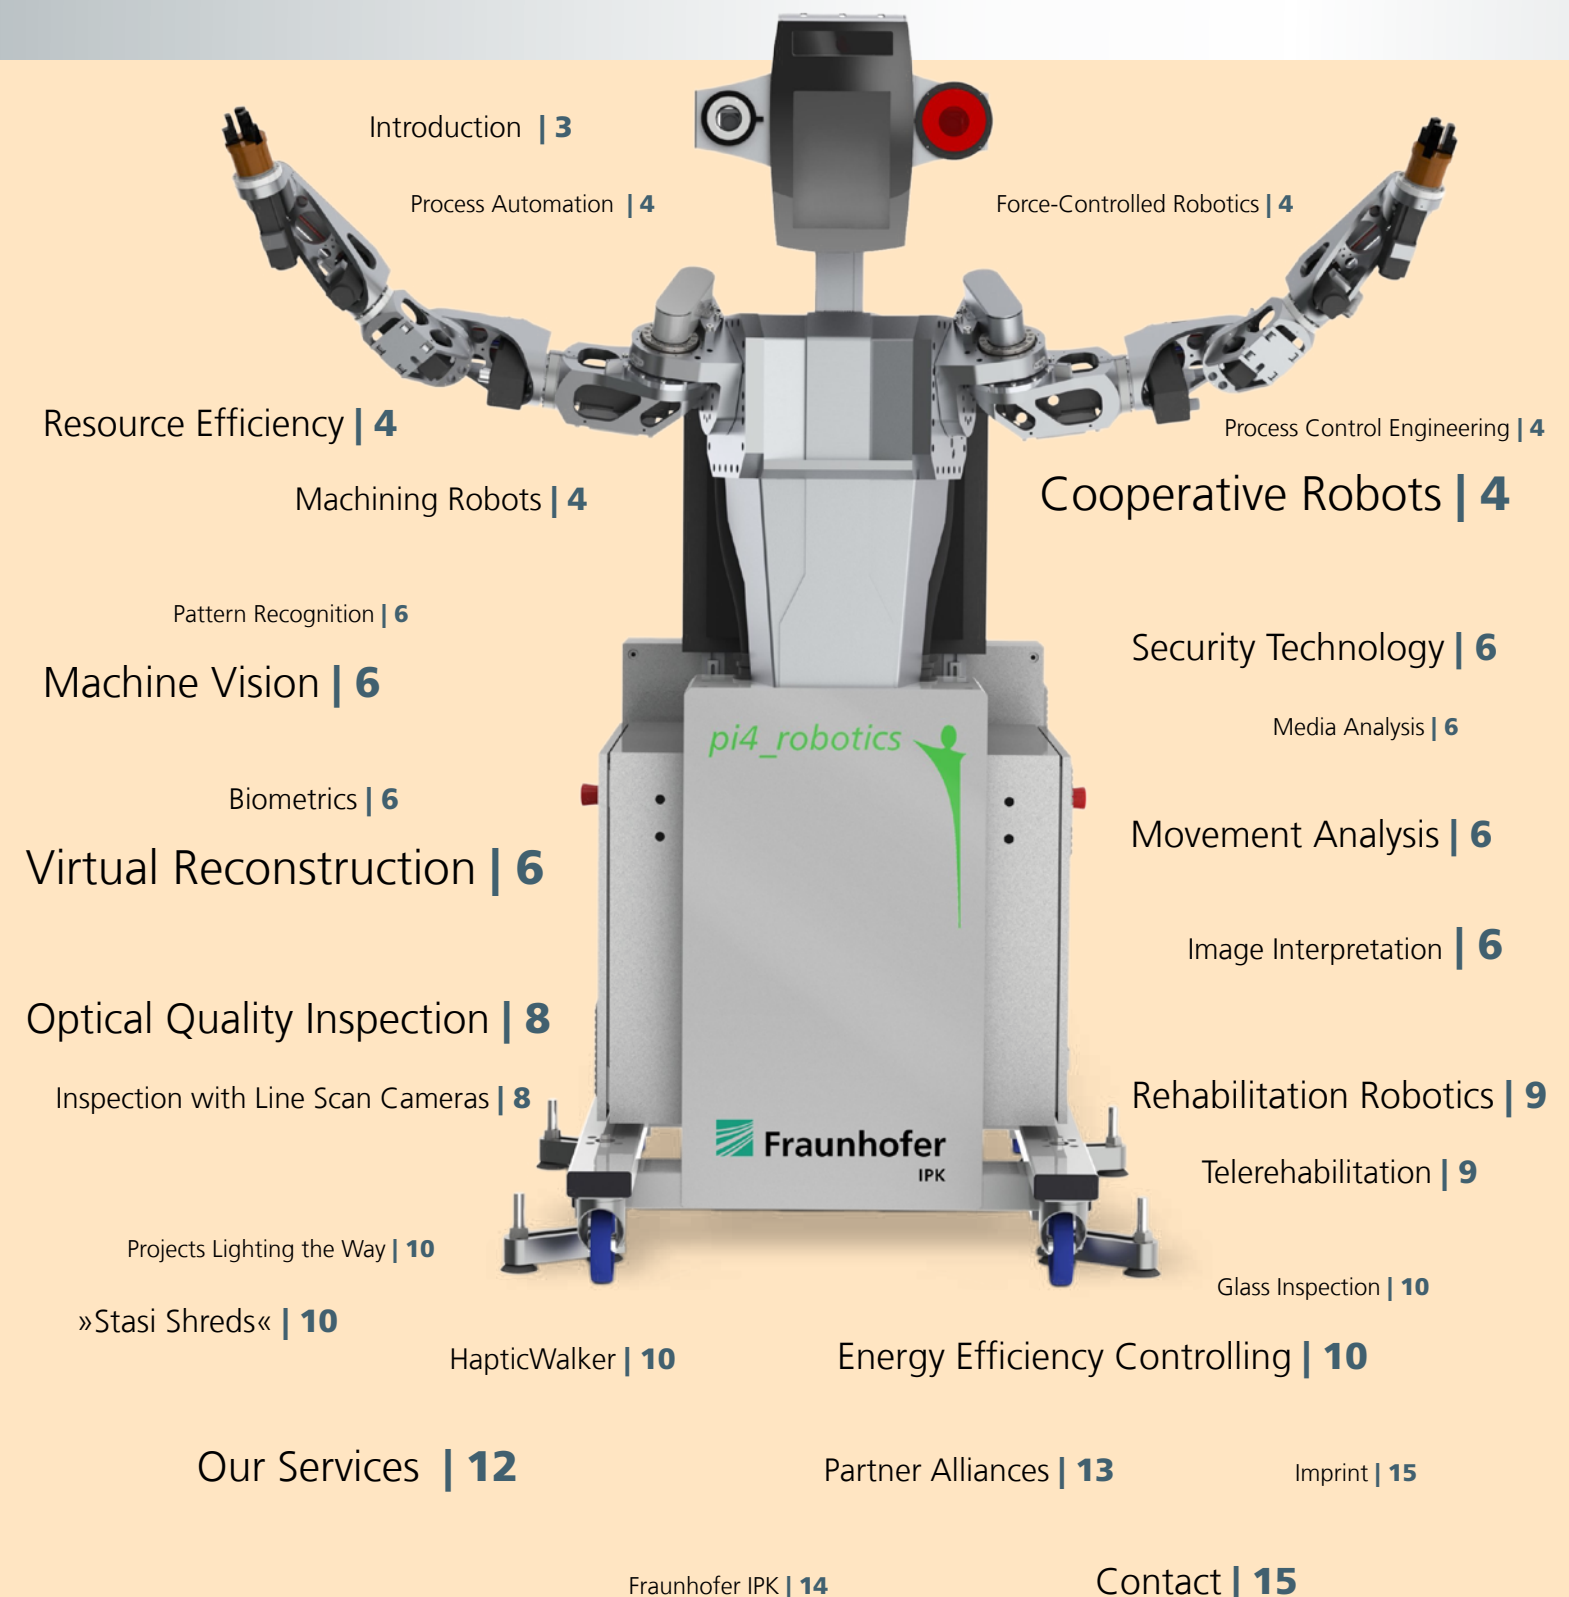 Introduction | 3
Process Automation | 4
Force-Controlled Robotics | 4
Resource Efficiency | 4
Process Control Engineering | 4
Machining Robots | 4
Cooperative Robots | 4
Pattern Recognition | 6
Security Technology | 6
Machine Vision | 6
Media Analysis | 6
pi4_robotics
Biometrics | 6
Movement Analysis | 6
Virtual Reconstruction | 6
Image Interpretation | 6
Optical Quality Inspection | 8
Inspection with Line Scan Cameras | 8
Rehabilitation Robotics | 9
Fraunhofer
IPK
Telerehabilitation | 9
Projects Lighting the Way | 10
Glass Inspection | 10
»Stasi Shreds« | 10
HapticWalker | 10
Energy Efficiency Controlling | 10
Our Services | 12
Partner Alliances | 13
Imprint | 15
Fraunhofer IPK | 14
Contact | 15